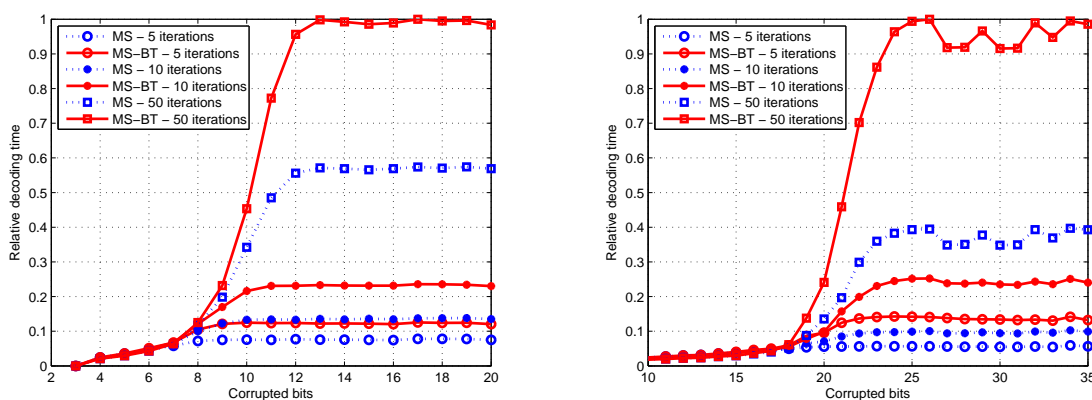 1
0.9
0.8
0.7
0.6
0.5
0.4
0.3
0.2
0.1
0
2 4 6 8 10 12 14 16 18 20
Corrupted bits
Relative decoding time
MS – 5 iterations
MS–BT – 5 iterations
MS – 10 iterations
MS–BT – 10 iterations
MS – 50 iterations
MS–BT – 50 iterations
1
0.9
0.8
0.7
0.6
0.5
0.4
0.3
0.2
0.1
0
10 15 20 25 30 35
Corrupted bits
Relative decoding time
MS – 5 iterations
MS–BT – 5 iterations
MS – 10 iterations
MS–BT – 10 iterations
MS – 50 iterations
MS–BT – 50 iterations